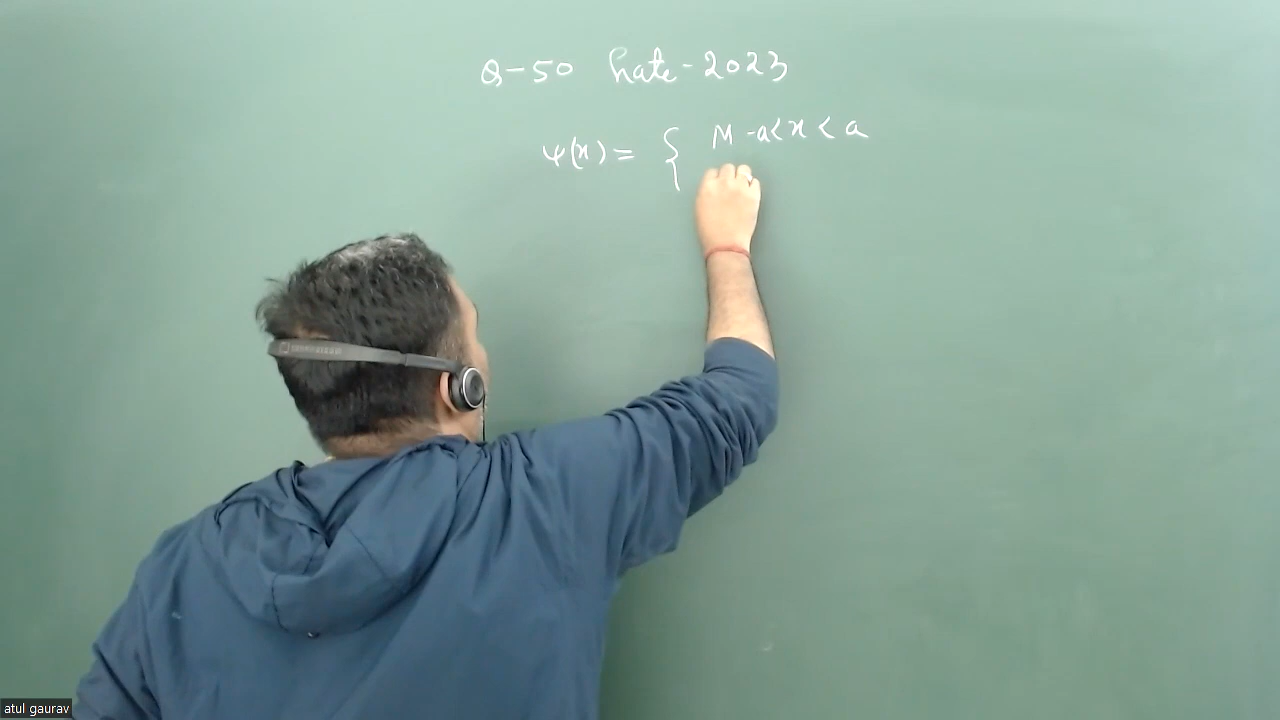 Q-50 Gate-2023
ψ(x) = { M -a<x<a
atul gaurav